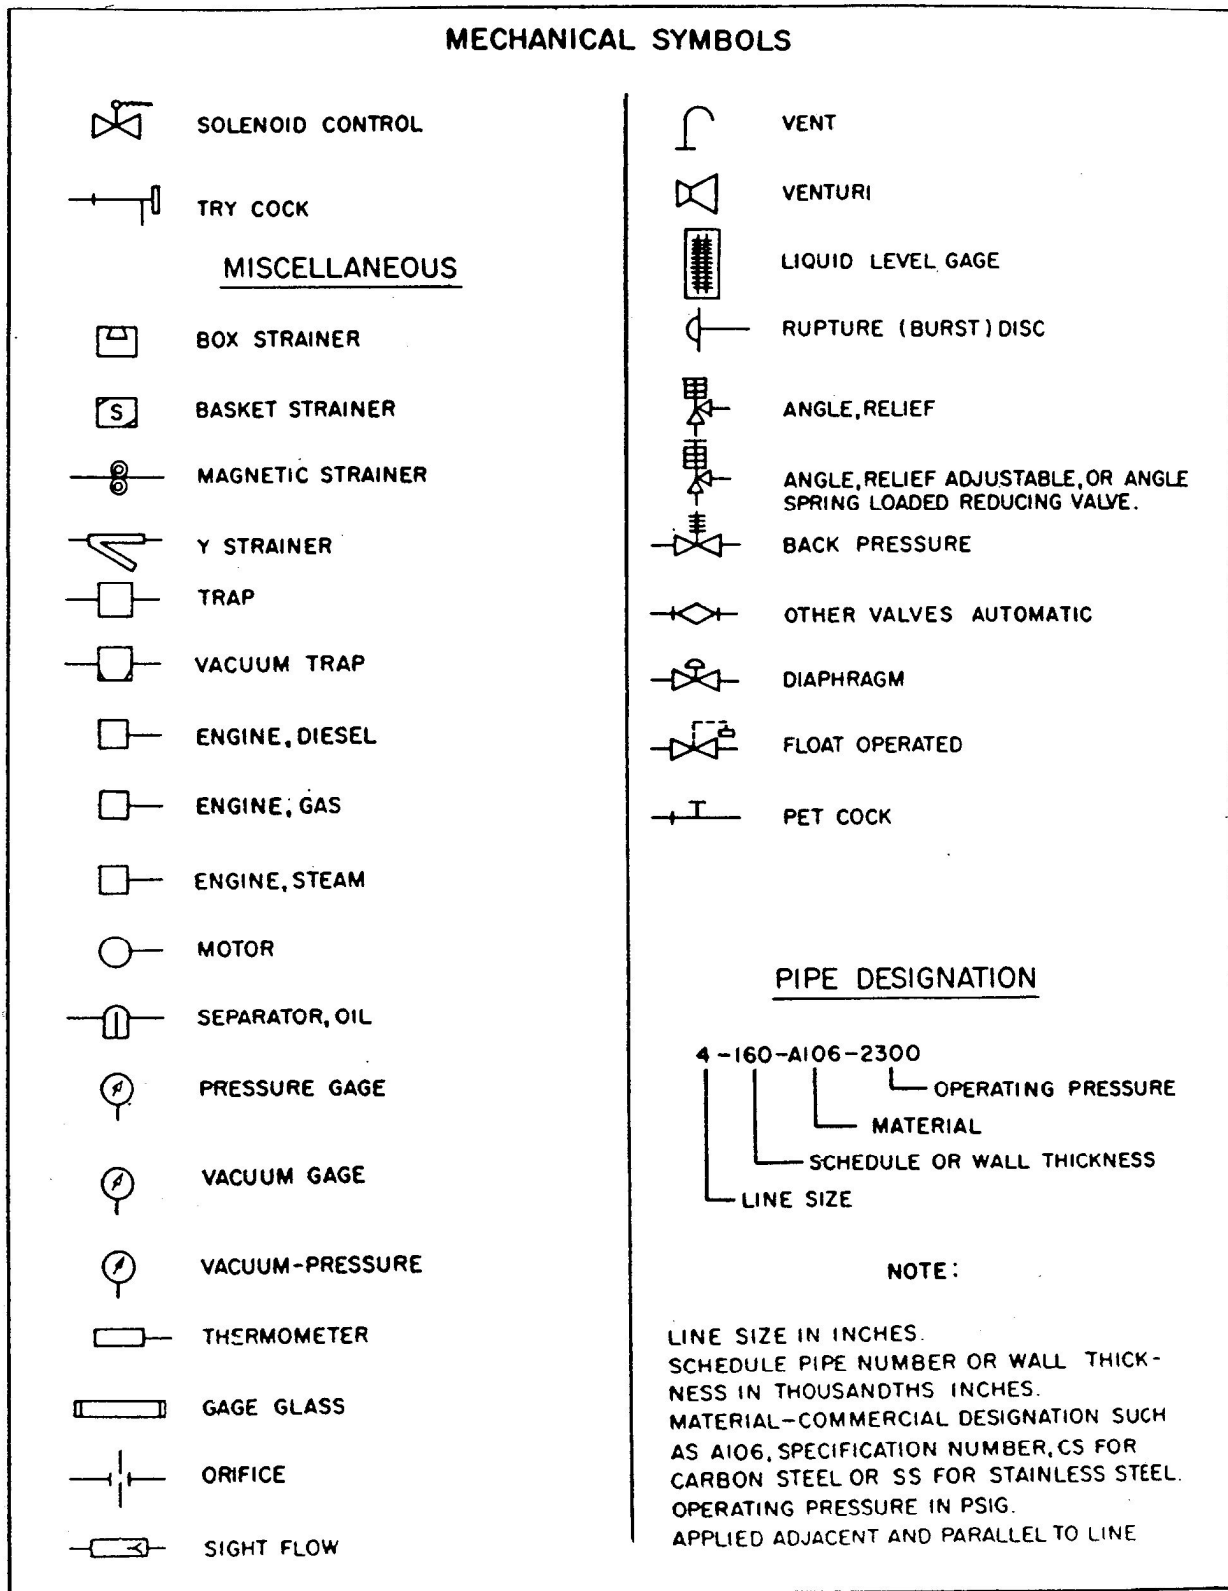 MECHANICAL SYMBOLS
SOLENOID CONTROL
TRY COCK
MISCELLANEOUS
BOX STRAINER
S
BASKET STRAINER
MAGNETIC STRAINER
Y STRAINER
TRAP
VACUUM TRAP
ENGINE, DIESEL
ENGINE, GAS
ENGINE, STEAM
MOTOR
SEPARATOR, OIL
PRESSURE GAGE
VACUUM GAGE
VACUUM-PRESSURE
THERMOMETER
GAGE GLASS
ORIFICE
SIGHT FLOW
VENT
VENTURI
LIQUID LEVEL GAGE
RUPTURE (BURST) DISC
ANGLE, RELIEF
ANGLE, RELIEF ADJUSTABLE, OR ANGLE
SPRING LOADED REDUCING VALVE.
BACK PRESSURE
OTHER VALVES AUTOMATIC
DIAPHRAGM
FLOAT OPERATED
PET COCK
PIPE DESIGNATION
4-160-A106-2300
OPERATING PRESSURE
MATERIAL
SCHEDULE OR WALL THICKNESS
LINE SIZE
NOTE:
LINE SIZE IN INCHES.
SCHEDULE PIPE NUMBER OR WALL THICK-
NESS IN THOUSANDTHS INCHES.
MATERIAL-COMMERCIAL DESIGNATION SUCH
AS A106, SPECIFICATION NUMBER, CS FOR
CARBON STEEL OR SS FOR STAINLESS STEEL.
OPERATING PRESSURE IN PSIG.
APPLIED ADJACENT AND PARALLEL TO LINE